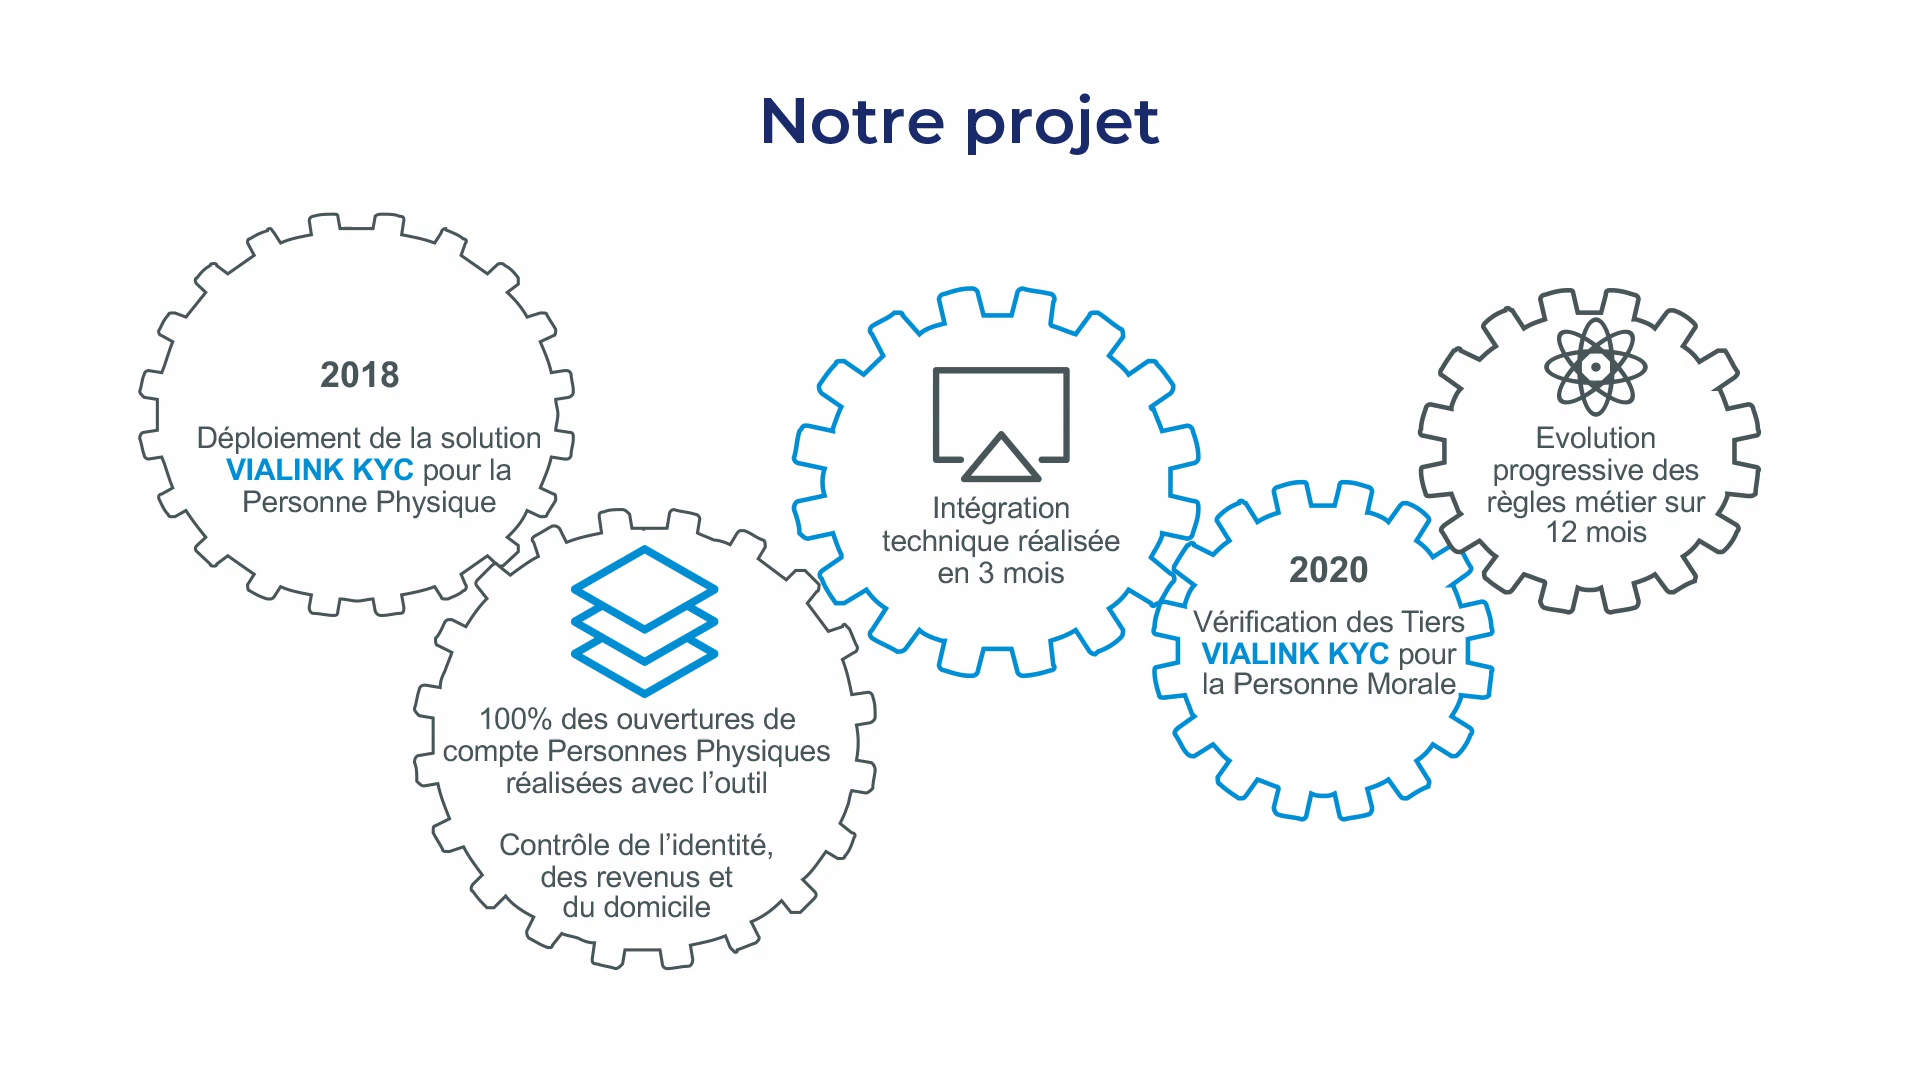 Notre projet
2018
Déploiement de la solution
VIALINK KYC pour la
Personne Physique
100% des ouvertures de
compte Personnes Physiques
réalisées avec l’outil
Contrôle de l’identité,
des revenus et
du domicile
Intégration
technique réalisée
en 3 mois
2020
Vérification des Tiers
VIALINK KYC pour
la Personne Morale
Evolution
progressive des
règles métier sur
12 mois